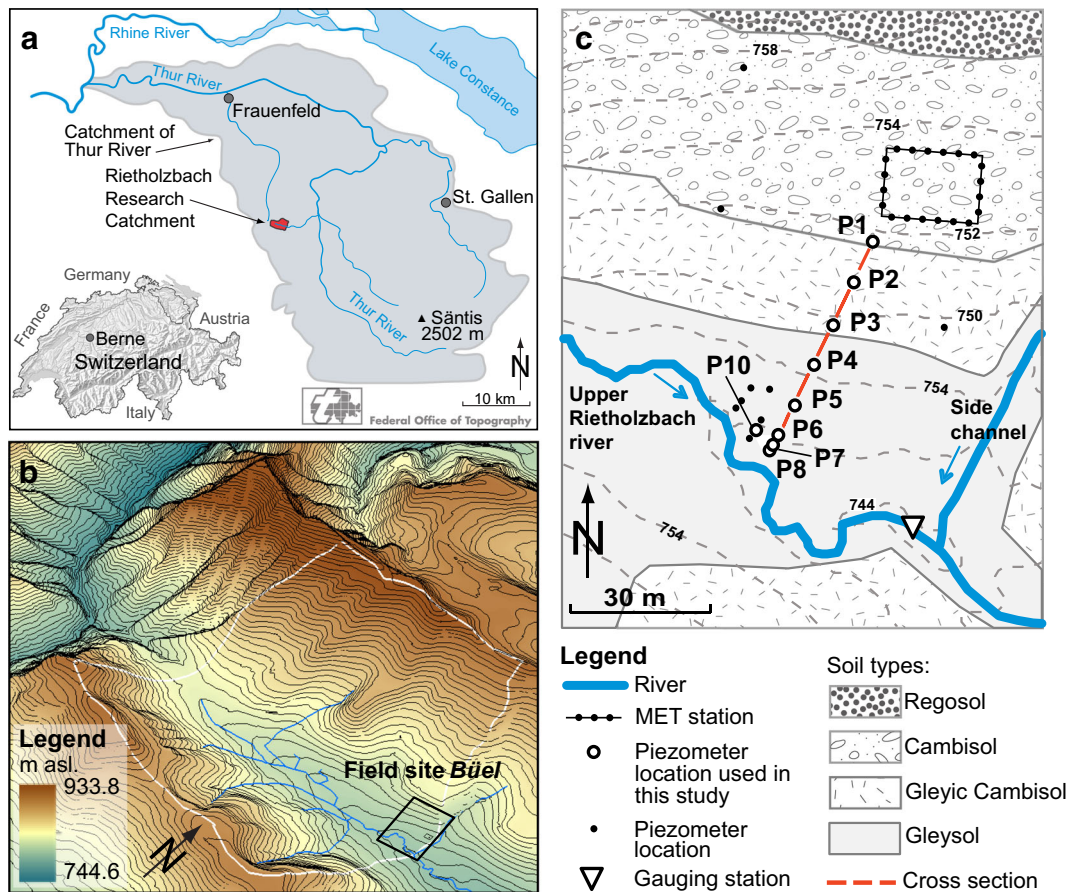 a
Rhine River
Lake Constance
Thur River
Frauenfeld
Catchment of
Thur River
Rietholzbach
Research
Catchment
St. Gallen
Thur River
Säntis
2502 m
Germany
France
Austria
Berne
Switzerland
Italy
N
10 km
Federal Office of Topography
b
Legend
m asl.
933.8
744.6
N
Field site Büel
c
758
754
752
P1
P2
750
P3
P4
P10
754
P5
Upper
Rietholzbach
river
Side
channel
P6
P7
P8
744
754
N
30 m
Legend
River
MET station
Piezometer
location used in
this study
Piezometer
location
Gauging station
Soil types:
Regosol
Cambisol
Gleyic Cambisol
Gleysol
Cross section